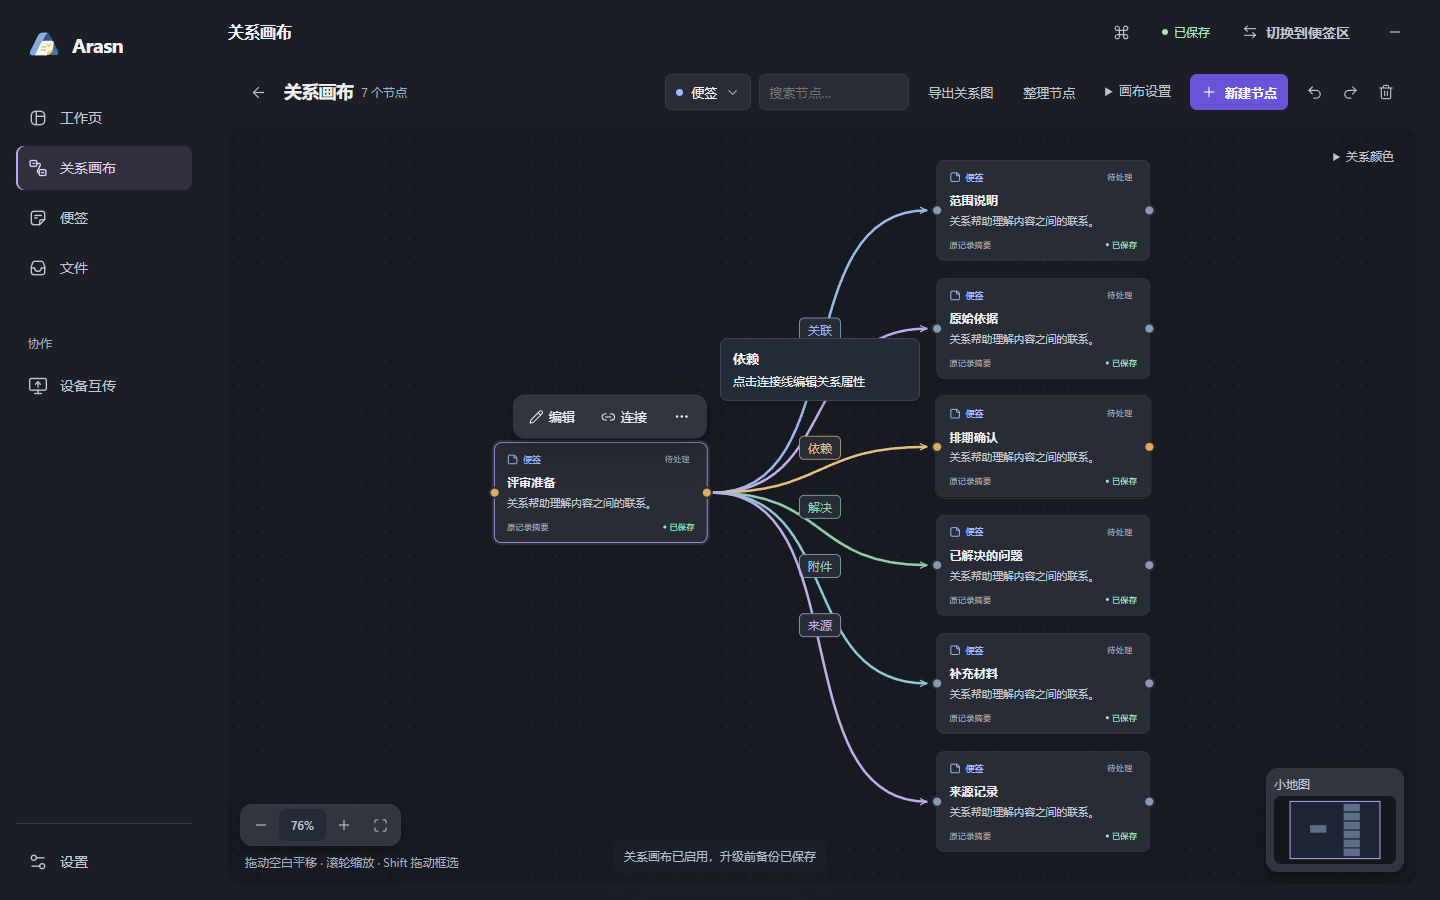 Arasn
工作页
关系画布
便签
文件
协作
设备互传
设置
关系画布
已保存
切换到便签区
关系画布 7 个节点
便签
搜索节点...
导出关系图
整理节点
画布设置
新建节点
关系颜色
编辑
连接
便签 待处理
评审准备
关系帮助理解内容之间的联系。
原记录摘要 已保存
关联
依赖
点击连接线编辑关系属性
依赖
解决
附件
来源
便签 待处理
范围说明
关系帮助理解内容之间的联系。
原记录摘要 已保存
便签 待处理
原始依据
关系帮助理解内容之间的联系。
原记录摘要 已保存
便签 待处理
排期确认
关系帮助理解内容之间的联系。
原记录摘要 已保存
便签 待处理
已解决的问题
关系帮助理解内容之间的联系。
原记录摘要 已保存
便签 待处理
补充材料
关系帮助理解内容之间的联系。
原记录摘要 已保存
便签 待处理
来源记录
关系帮助理解内容之间的联系。
原记录摘要 已保存
76%
拖动空白平移 · 滚轮缩放 · Shift 拖动框选
关系画布已启用，升级前备份已保存
小地图